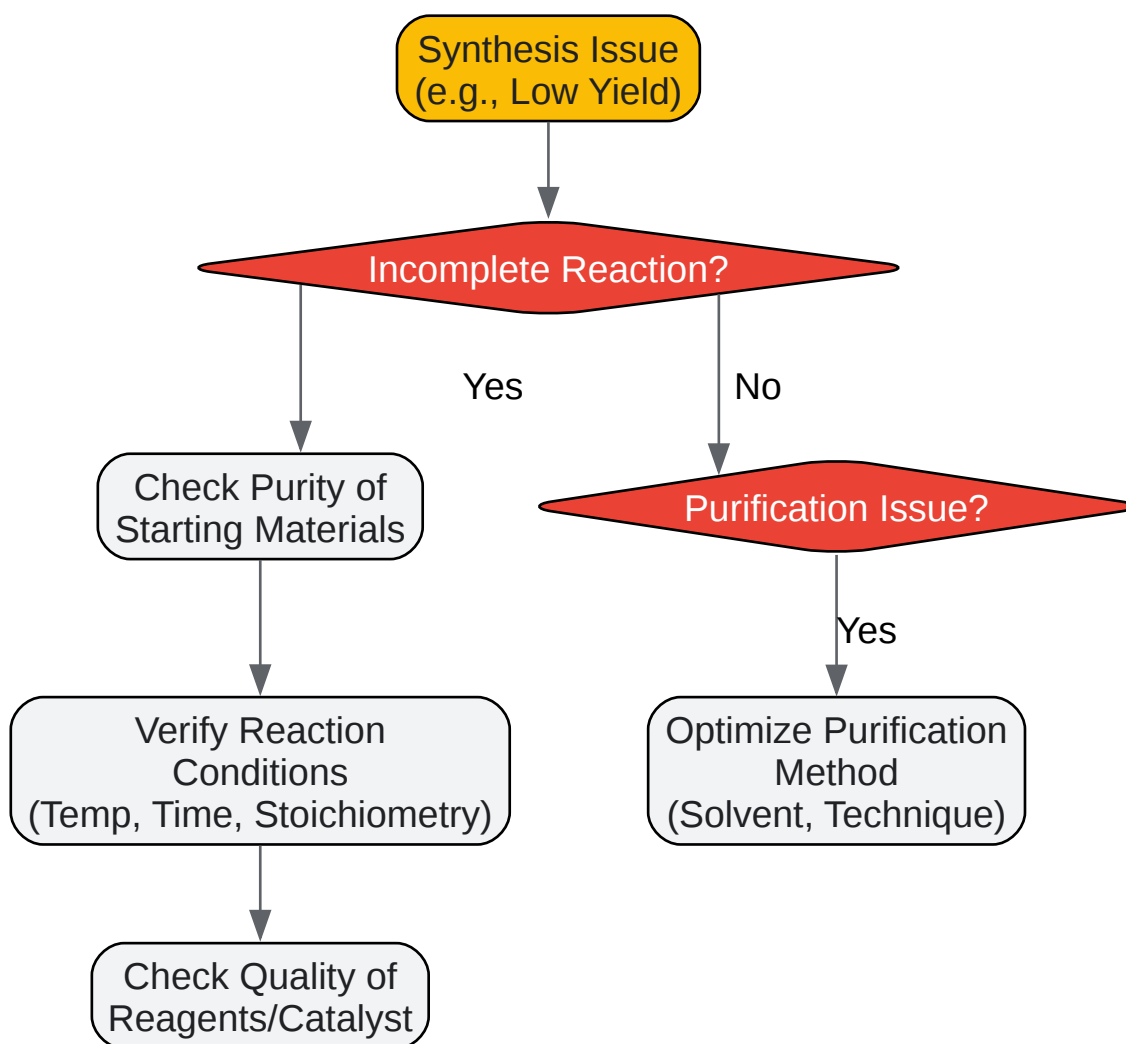 Synthesis Issue
(e.g., Low Yield)
Incomplete Reaction?
Yes
No
Check Purity of
Starting Materials
Purification Issue?
Yes
Verify Reaction
Conditions
(Temp, Time, Stoichiometry)
Optimize Purification
Method
(Solvent, Technique)
Check Quality of
Reagents/Catalyst